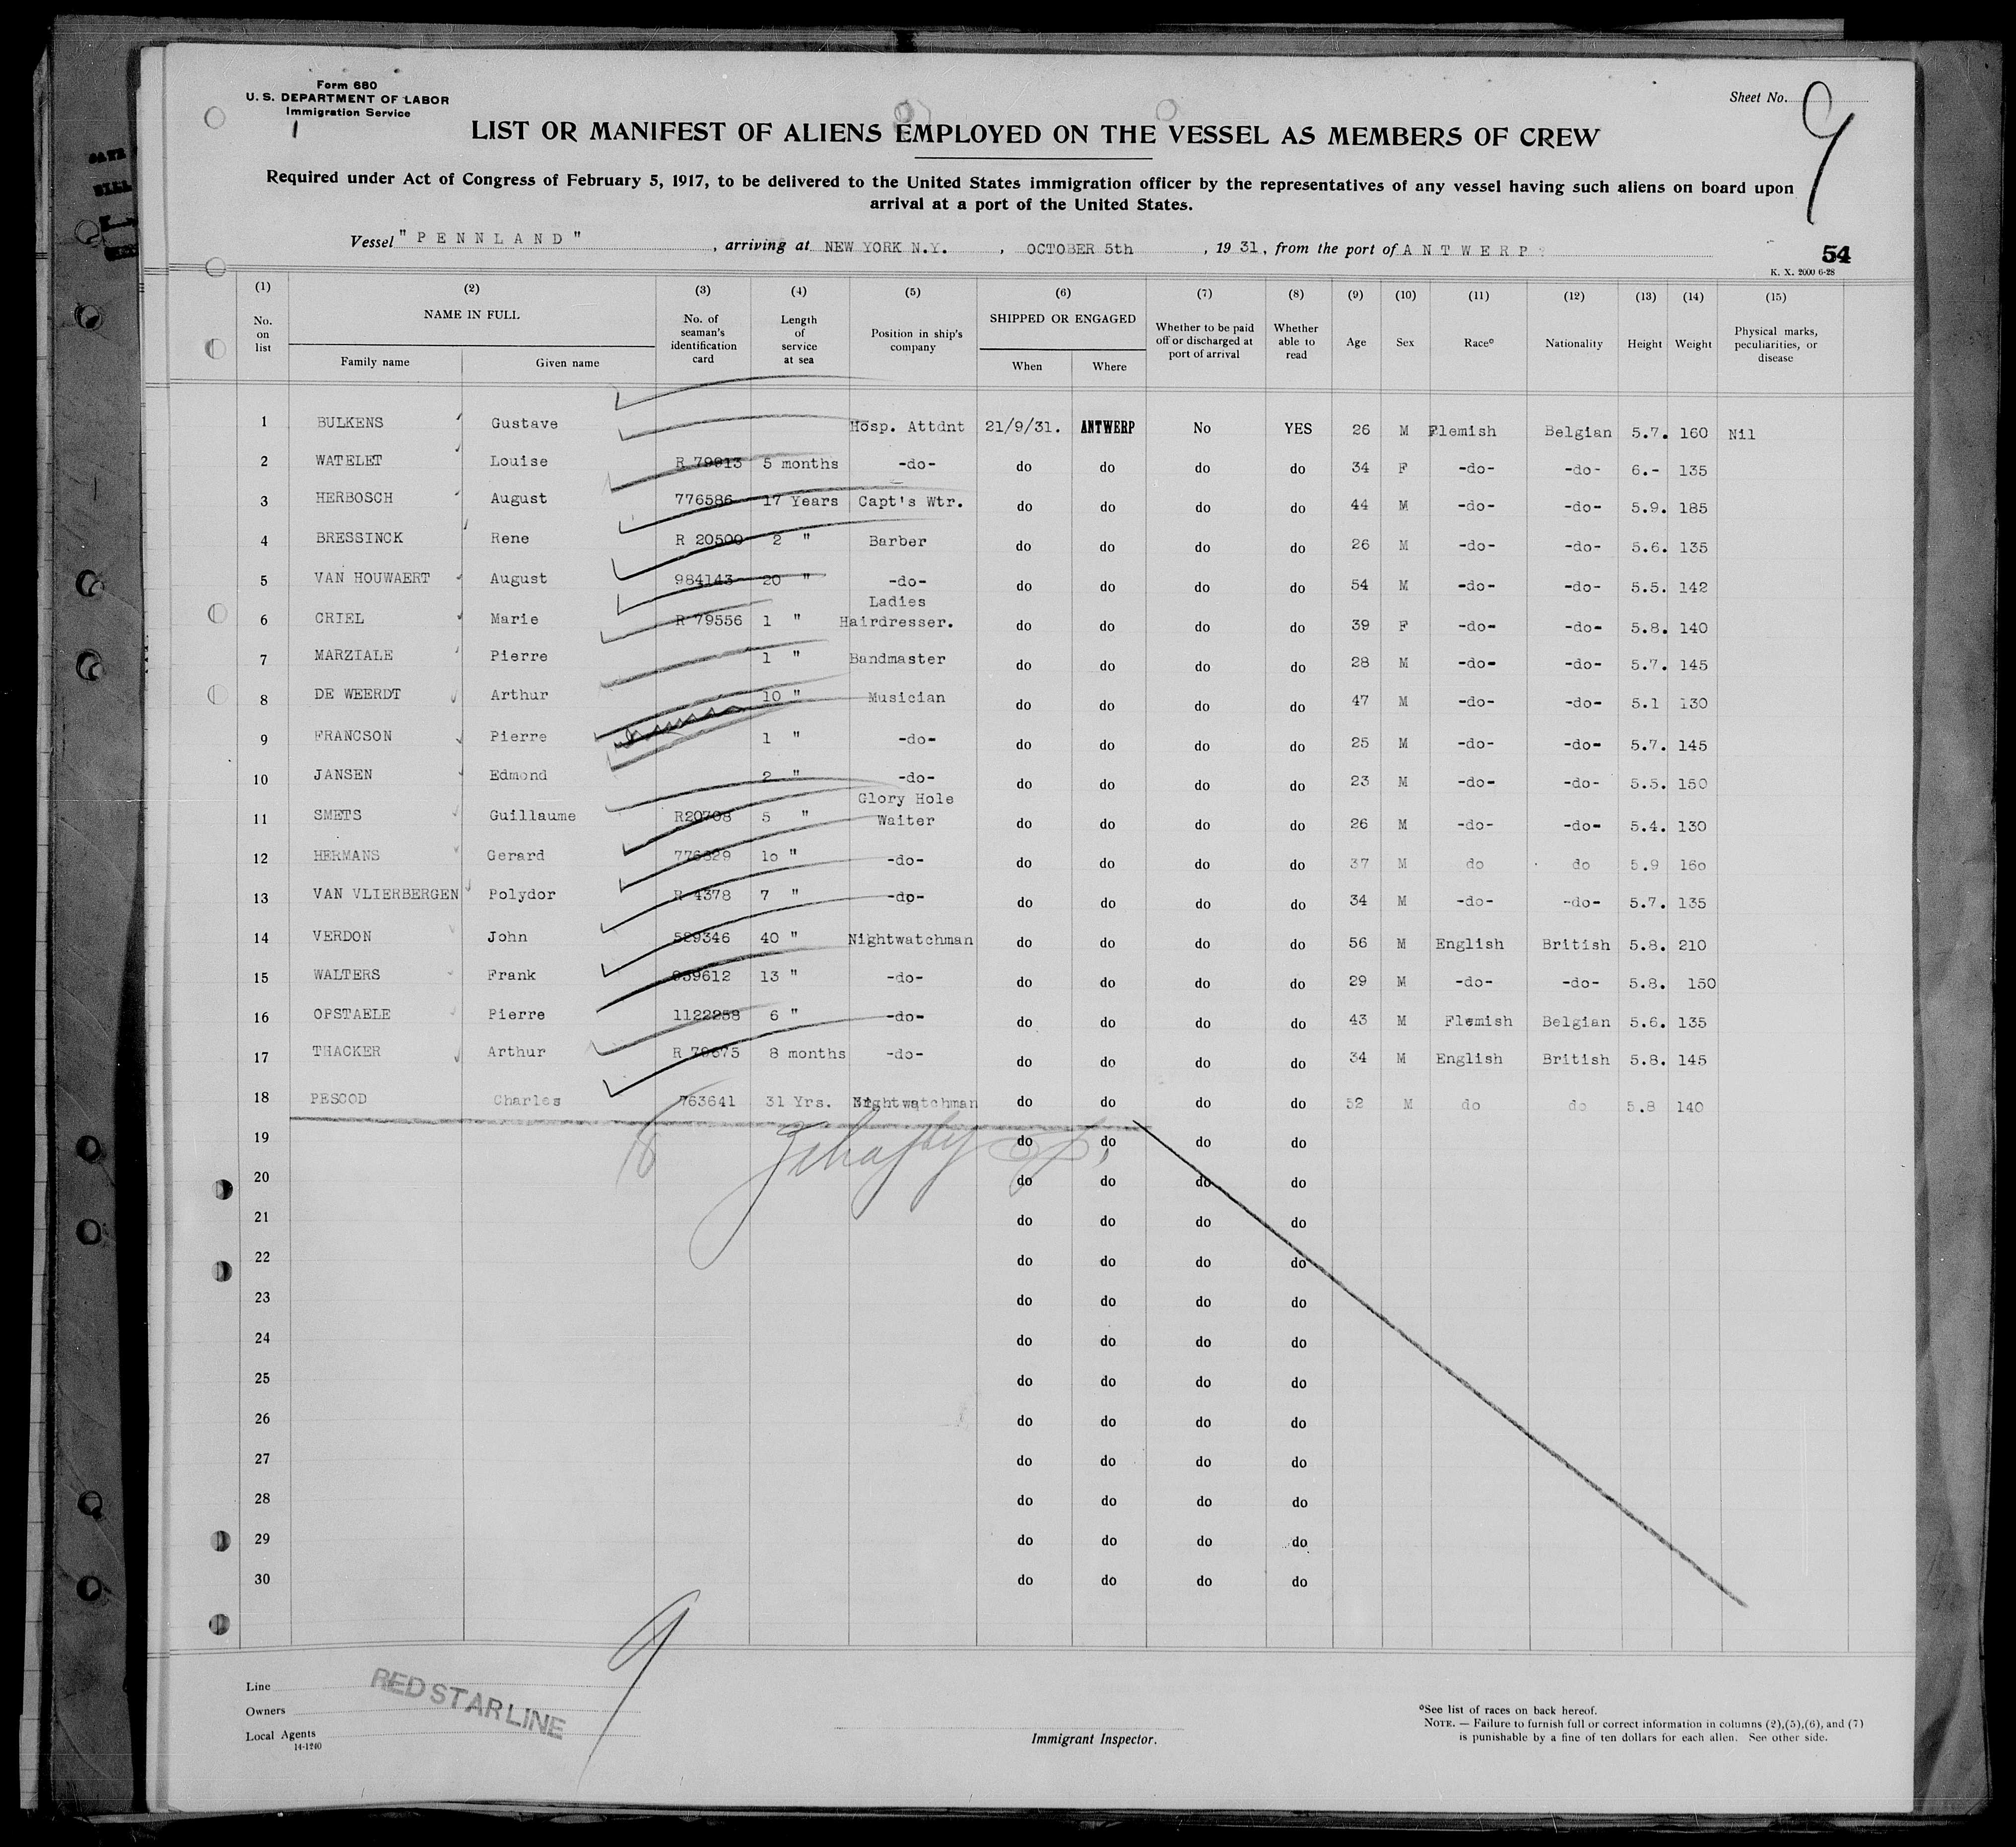 Form 680
U. S. DEPARTMENT OF LABOR
Immigration Service
Sheet No. 9
LIST OR MANIFEST OF ALIENS EMPLOYED ON THE VESSEL AS MEMBERS OF CREW
Required under Act of Congress of February 5, 1917, to be delivered to the United States immigration officer by the representatives of any vessel having such aliens on board upon
arrival at a port of the United States.
Vessel "PENNLAND", arriving at NEW YORK N.Y., OCTOBER 5th, 1931, from the port of ANTWERP
54
K. X. 2000 6-28
(1) (2) (3) (4) (5) (6) (7) (8) (9) (10) (11) (12) (13) (14) (15)
No. on list NAME IN FULL Family name Given name No. of seaman's identification card Length of service at sea Position in ship's company SHIPPED OR ENGAGED When Where Whether to be paid off or discharged at port of arrival Whether able to read Age Sex Race° Nationality Height Weight Physical marks, peculiarities, or disease
1 BULKENS Gustave Hosp. Attdnt 21/9/31. ANTWERP No YES 26 M Flemish Belgian 5.7. 160 Nil
2 WATELET Louise R 79913 5 months -do- do do do do 34 F -do- -do- 6.- 135
3 HERBOSCH August 776586 17 Years Capt's Wtr. do do do do 44 M -do- -do- 5.9. 185
4 BRESSINCK Rene R 20500 2 " Barber do do do do 26 M -do- -do- 5.6. 135
5 VAN HOUWAERT August 984143 20 " -do- do do do do 54 M -do- -do- 5.5. 142
6 CRIEL Marie R 79556 1 " Ladies Hairdresser. do do do do 39 F -do- -do- 5.8. 140
7 MARZIALE Pierre 1 " Bandmaster do do do do 28 M -do- -do- 5.7. 145
8 DE WEERDT Arthur 10 " Musician do do do do 47 M -do- -do- 5.1 130
9 FRANCSON Pierre 1 " -do- do do do do 25 M -do- -do- 5.7. 145
10 JANSEN Edmond 2 " -do- do do do do 23 M -do- -do- 5.5. 150
11 SMETS Guillaume R20708 5 " Glory Hole Waiter do do do do 26 M -do- -do- 5.4. 130
12 HERMANS Gerard 10 " -do- do do do do 37 M do do 5.9 160
13 VAN VLIERBERGEN Polydor R 4378 7 " -do- do do do do 34 M -do- -do- 5.7. 135
14 VERDON John 529346 40 " Nightwatchman do do do do 56 M English British 5.8. 210
15 WALTERS Frank 939612 13 " -do- do do do do 29 M -do- -do- 5.8. 150
16 OPSTAELE Pierre 1122258 6 " -do- do do do do 43 M Flemish Belgian 5.6. 135
17 THACKER Arthur R 79675 8 months -do- do do do do 34 M English British 5.8. 145
18 PESCOD Charles 763641 31 Yrs. Nightwatchman do do do do 52 M do do 5.8 140
19 do do do do
18
20 do do do do
21 do do do do
22 do do do do
23 do do do do
24 do do do do
25 do do do do
26 do do do do
27 do do do do
28 do do do do
29 do do do do
30 do do do do
9
Line
Owners
Local Agents
14-1240
RED STAR LINE
Immigrant Inspector.
°See list of races on back hereof.
NOTE. — Failure to furnish full or correct information in columns (2),(5),(6), and (7)
is punishable by a fine of ten dollars for each alien. See other side.